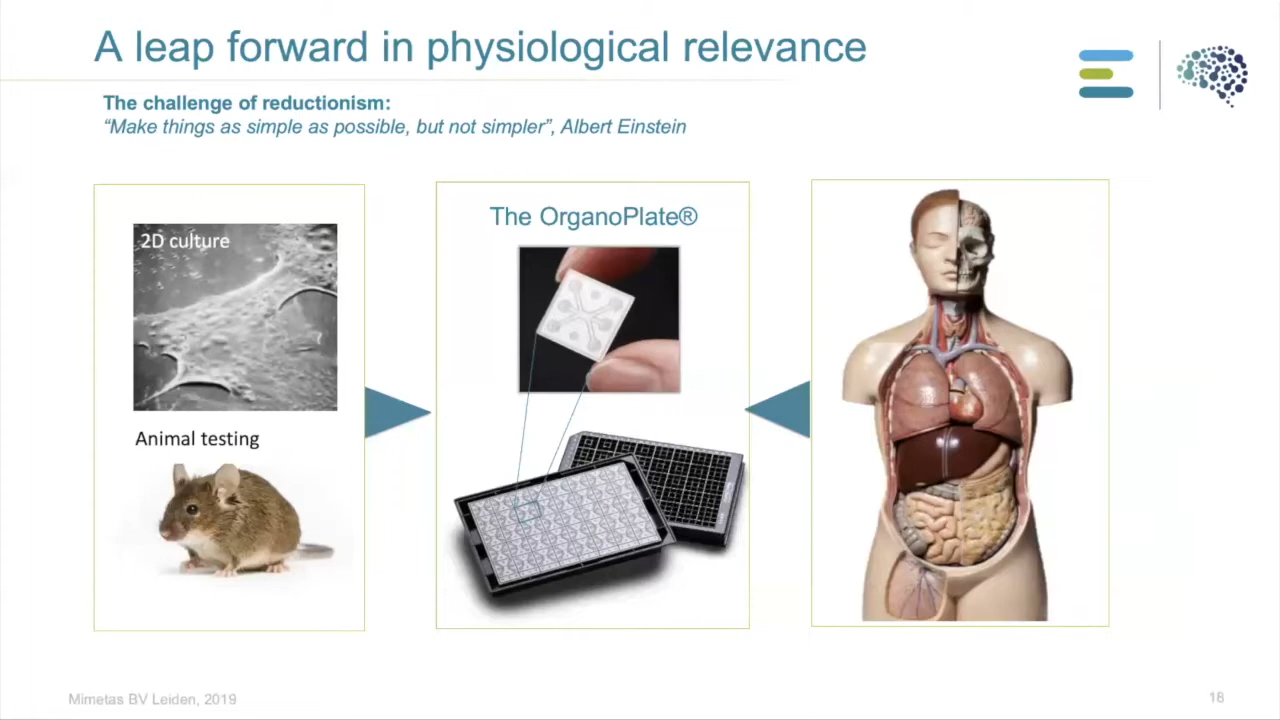 A leap forward in physiological relevance
The challenge of reductionism:
“Make things as simple as possible, but not simpler”, Albert Einstein
2D culture
Animal testing
The OrganoPlate®
Mimetas BV Leiden, 2019
18